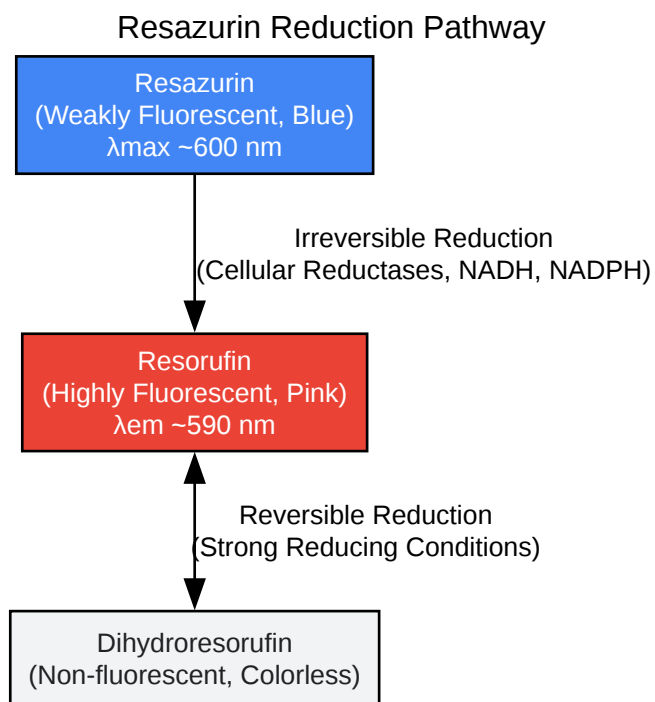 Resazurin Reduction Pathway
Resazurin
(Weakly Fluorescent, Blue)
λmax ~600 nm
Irreversible Reduction
(Cellular Reductases, NADH, NADPH)
Resorufin
(Highly Fluorescent, Pink)
λem ~590 nm
Reversible Reduction
(Strong Reducing Conditions)
Dihydroresorufin
(Non-fluorescent, Colorless)